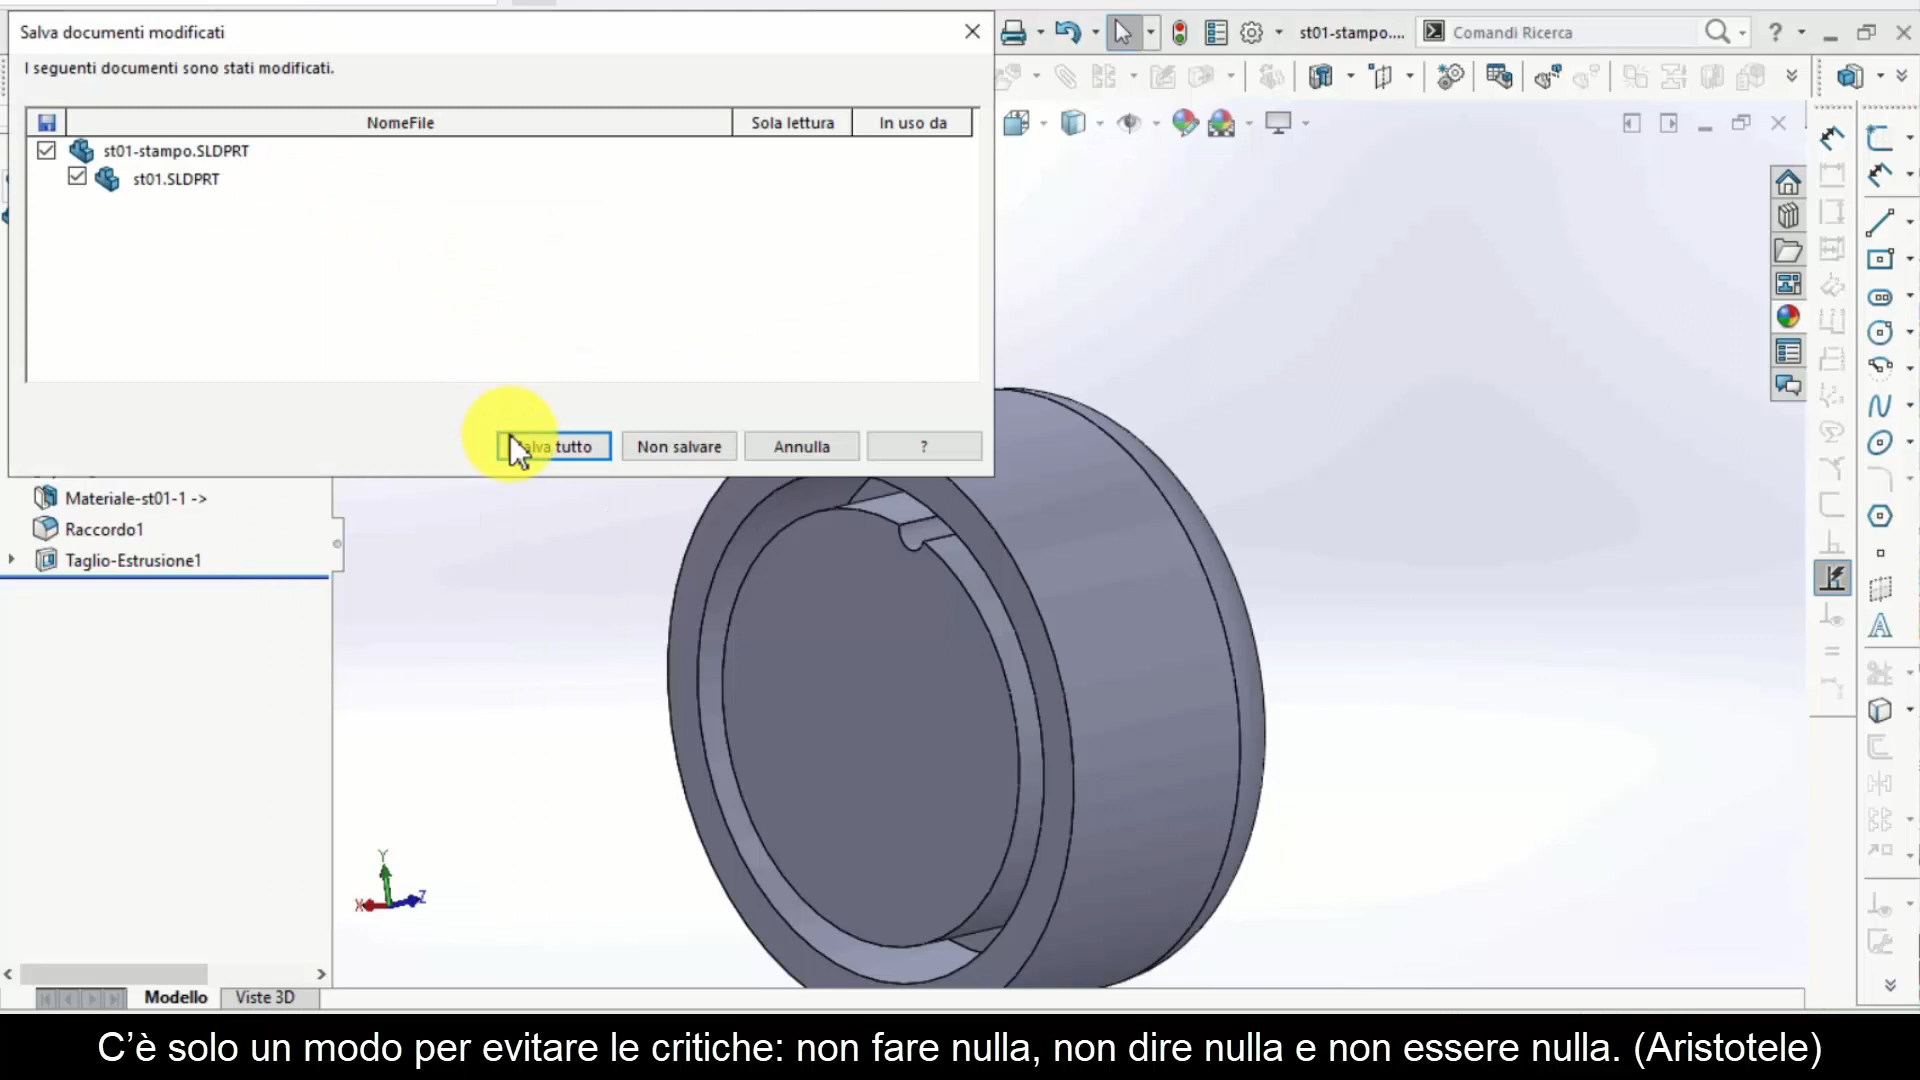 Salva documenti modificati
st01-stampo....
Comandi Ricerca
?
I seguenti documenti sono stati modificati.
NomeFile
Sola lettura
In uso da
st01-stampo.SLDPRT
st01.SLDPRT
tutto
Non salvare
Annulla
?
Materiale-st01-1 ->
Raccordo1
Taglio-Estrusione1
Y
X
Z
Modello
Viste 3D
C’è solo un modo per evitare le critiche: non fare nulla, non dire nulla e non essere nulla. (Aristotele)